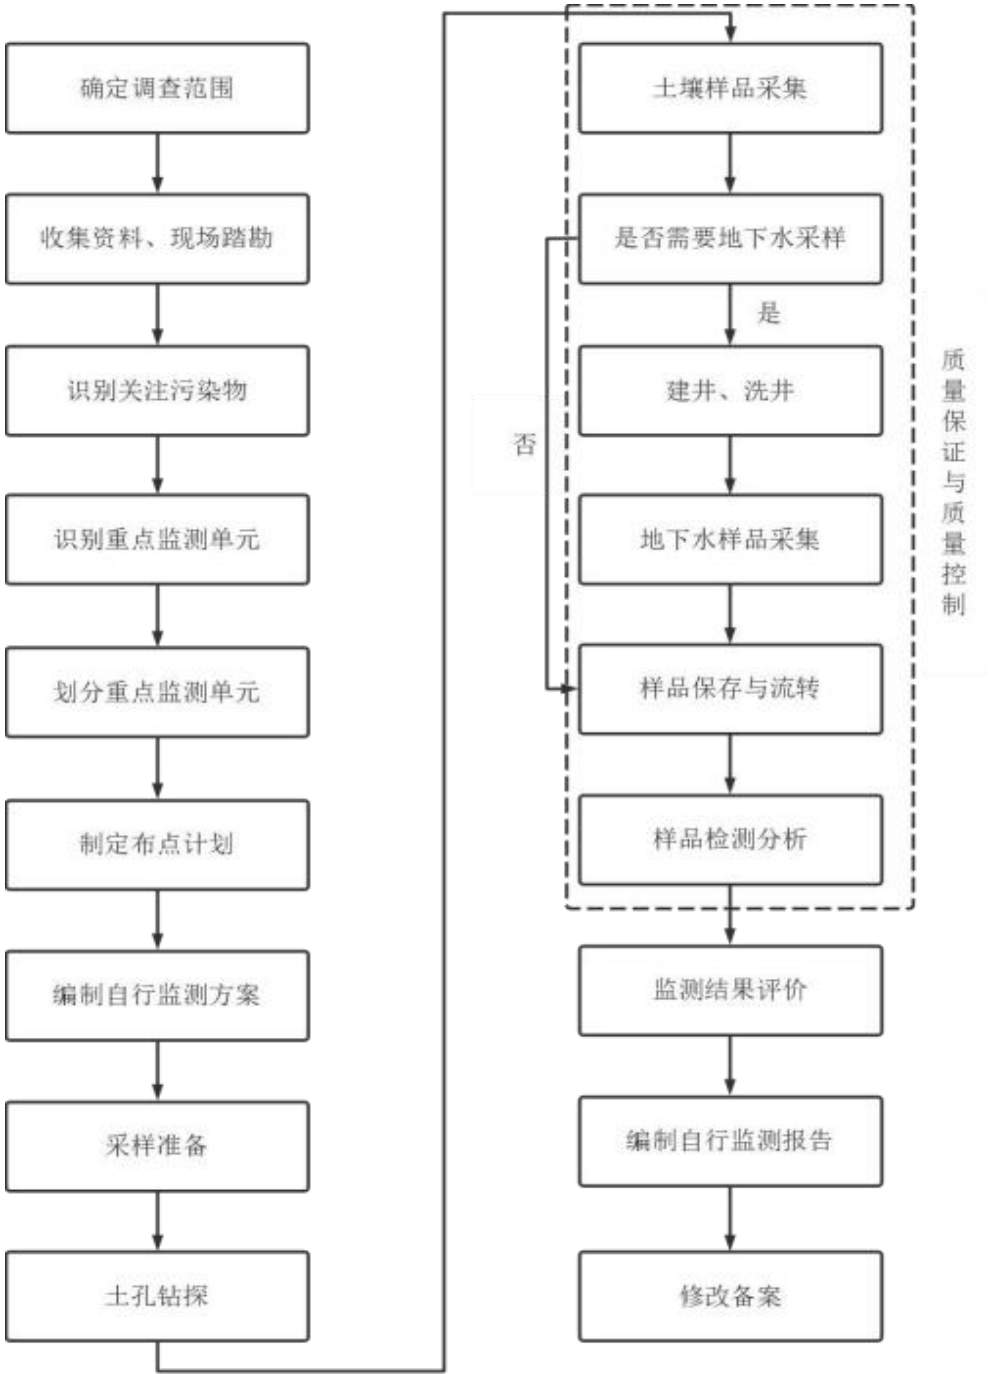 确定调查范围
收集资料、现场踏勘
识别关注污染物
识别重点监测单元
划分重点监测单元
制定布点计划
编制自行监测方案
采样准备
土孔钻探
土壤样品采集
是否需要地下水采样
是
否
建井、洗井
地下水样品采集
样品保存与流转
样品检测分析
监测结果评价
编制自行监测报告
修改备案
质量保证与质量控制